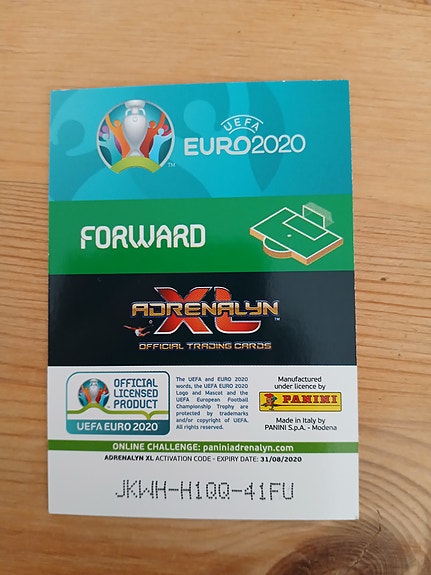 UEFA
EURO2020
TM
FORWARD
ADRENALYN
XL
TM
OFFICIAL TRADING CARDS
OFFICIAL
LICENSED
PRODUCT
UEFA EURO 2020
The UEFA and EURO 2020
words, the UEFA EURO 2020
Logo and Mascot and the
UEFA European Football
Championship Trophy are
protected by trademarks
and/or copyright of UEFA.
All rights reserved.
Manufactured
under licence by
PANINI
Made in Italy by
PANINI S.p.A. - Modena
ONLINE CHALLENGE: paniniadrenalyn.com
ADRENALYN XL ACTIVATION CODE - EXPIRY DATE: 31/08/2020
JKWH-H1QQ-41FU